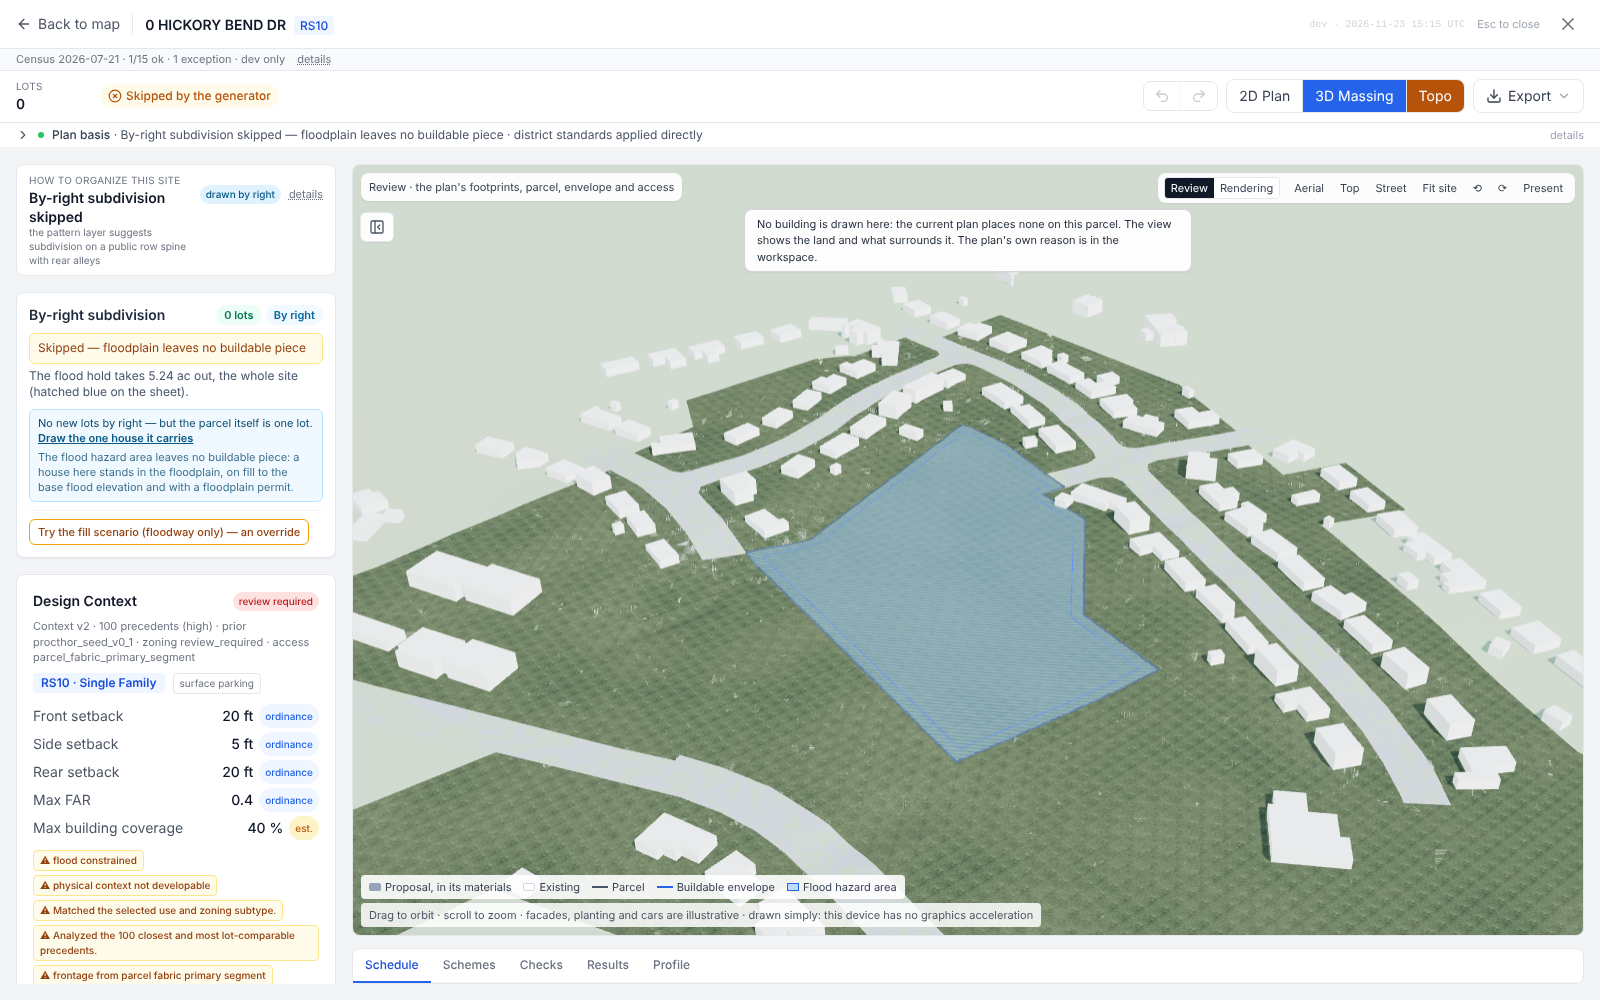 Back to map
0 HICKORY BEND DR
RS10
dev · 2026-11-23 15:15 UTC
Esc to close
Census 2026-07-21 · 1/15 ok · 1 exception · dev only
details
LOTS
0
Skipped by the generator
2D Plan
3D Massing
Topo
Export
Plan basis · By-right subdivision skipped — floodplain leaves no buildable piece · district standards applied directly
details
HOW TO ORGANIZE THIS SITE
By-right subdivision
skipped
drawn by right
details
the pattern layer suggests
subdivision on a public row spine
with rear alleys
By-right subdivision
0 lots
By right
Skipped — floodplain leaves no buildable piece
The flood hold takes 5.24 ac out, the whole site
(hatched blue on the sheet).
No new lots by right — but the parcel itself is one lot.
Draw the one house it carries
The flood hazard area leaves no buildable piece: a
house here stands in the floodplain, on fill to the
base flood elevation and with a floodplain permit.
Try the fill scenario (floodway only) — an override
Design Context
review required
Context v2 · 100 precedents (high) · prior
procthor_seed_v0_1 · zoning review_required · access
parcel_fabric_primary_segment
RS10 · Single Family
surface parking
Front setback
20 ft
ordinance
Side setback
5 ft
ordinance
Rear setback
20 ft
ordinance
Max FAR
0.4
ordinance
Max building coverage
40 %
est.
flood constrained
physical context not developable
Matched the selected use and zoning subtype.
Analyzed the 100 closest and most lot-comparable
precedents.
frontage from parcel fabric primary segment
Review · the plan's footprints, parcel, envelope and access
Review
Rendering
Aerial
Top
Street
Fit site
Present
No building is drawn here: the current plan places none on this parcel. The view
shows the land and what surrounds it. The plan's own reason is in the
workspace.
Proposal, in its materials
Existing
Parcel
Buildable envelope
Flood hazard area
Drag to orbit · scroll to zoom · facades, planting and cars are illustrative · drawn simply: this device has no graphics acceleration
Schedule
Schemes
Checks
Results
Profile